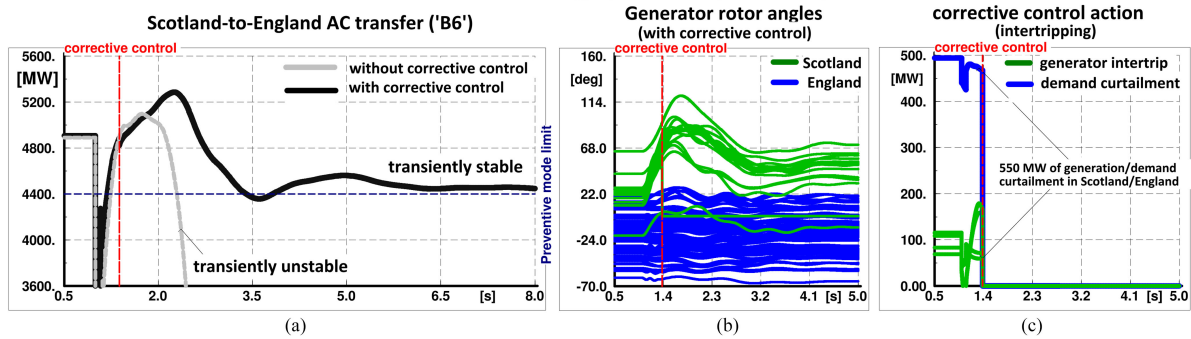 Scotland-to-England AC transfer ('B6')
corrective control
5600.
[MW]
5200.
4800.
4400.
4000.
3600.
without corrective control
with corrective control
transiently stable
transiently unstable
Preventive mode limit
0.5 2.0 3.5 5.0 6.5 [s] 8.0
(a)
Generator rotor angles
(with corrective control)
corrective control
160.
[deg]
114.
68.0
22.0
-24.0
-70.0
Scotland
England
0.5 1.4 2.3 3.2 4.1 [s] 5.0
(b)
corrective control action
(intertripping)
corrective control
500.
[MW]
400.
300.
200.
100.
0.00
generator intertrip
demand curtailment
550 MW of generation/demand
curtailment in Scotland/England
0.5 1.4 2.3 3.2 4.1 [s] 5.0
(c)